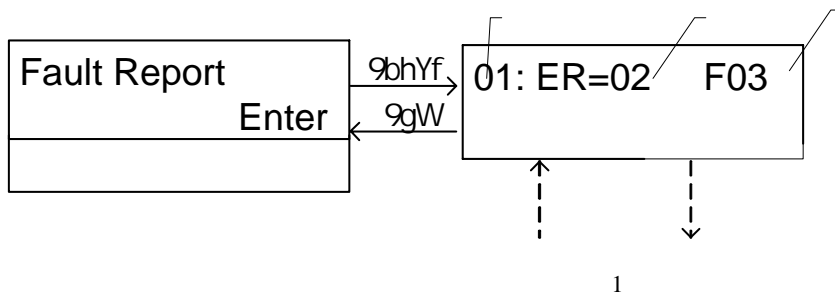 Fault Report
Enter
9bhYf
9gW
01: ER=02 F03
1